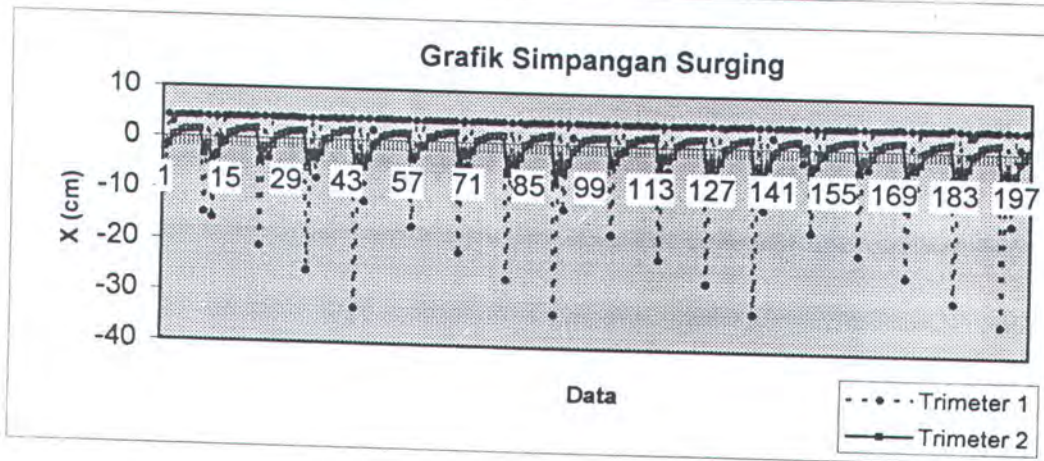 Grafik Simpangan Surging
10
0
-10
-20
-30
-40
X (cm)
1 15 29 43 57 71 85 99 113 127 141 155 169 183 197
Data
Trimeter 1
Trimeter 2